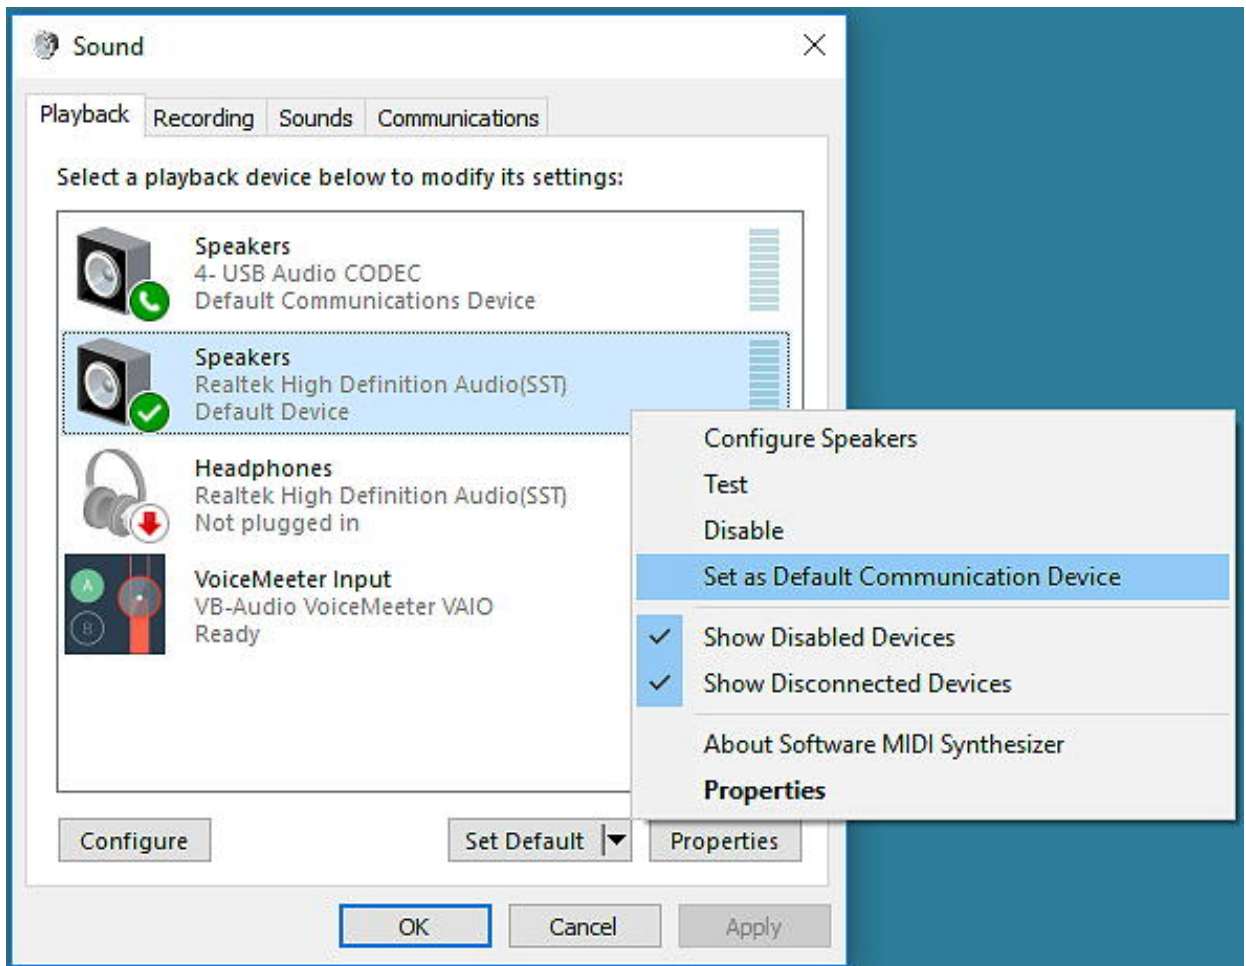 Sound
Playback Recording Sounds Communications
Select a playback device below to modify its settings:
Speakers
4- USB Audio CODEC
Default Communications Device
Speakers
Realtek High Definition Audio(SST)
Default Device
Headphones
Realtek High Definition Audio(SST)
Not plugged in
VoiceMeeter Input
VB-Audio VoiceMeeter VAIO
Ready
A
B
Configure Speakers
Test
Disable
Set as Default Communication Device
Show Disabled Devices
Show Disconnected Devices
About Software MIDI Synthesizer
Properties
Configure Set Default Properties
OK Cancel Apply